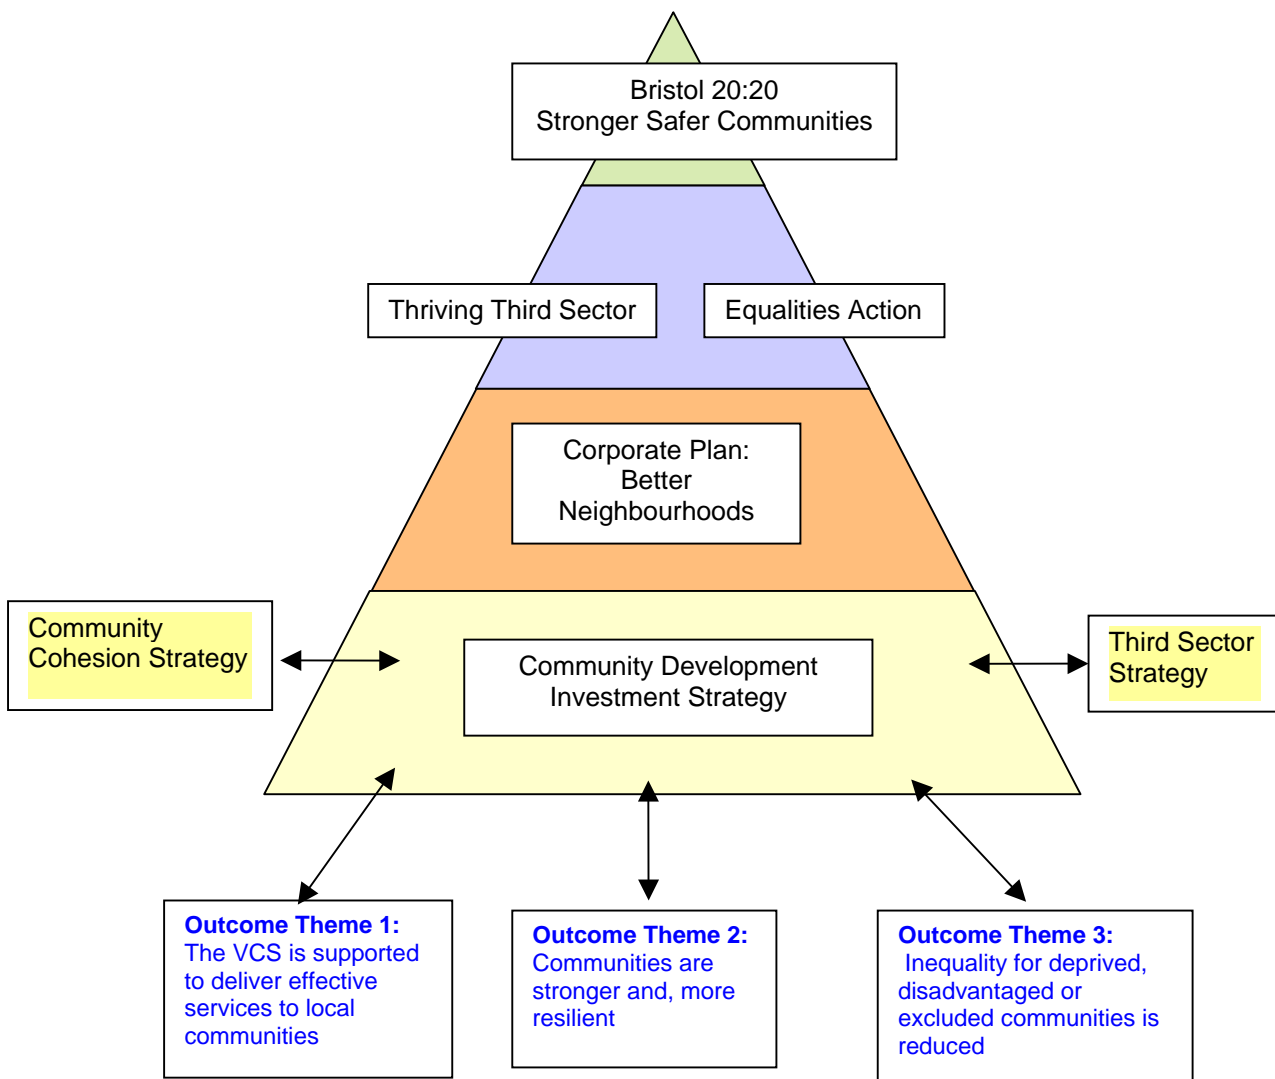 Bristol 20:20
Stronger Safer Communities
Thriving Third Sector
Equalities Action
Corporate Plan:
Better
Neighbourhoods
Community
Cohesion Strategy
Community Development
Investment Strategy
Third Sector
Strategy
Outcome Theme 1:
The VCS is supported
to deliver effective
services to local
communities
Outcome Theme 2:
Communities are
stronger and, more
resilient
Outcome Theme 3:
Inequality for deprived,
disadvantaged or
excluded communities is
reduced